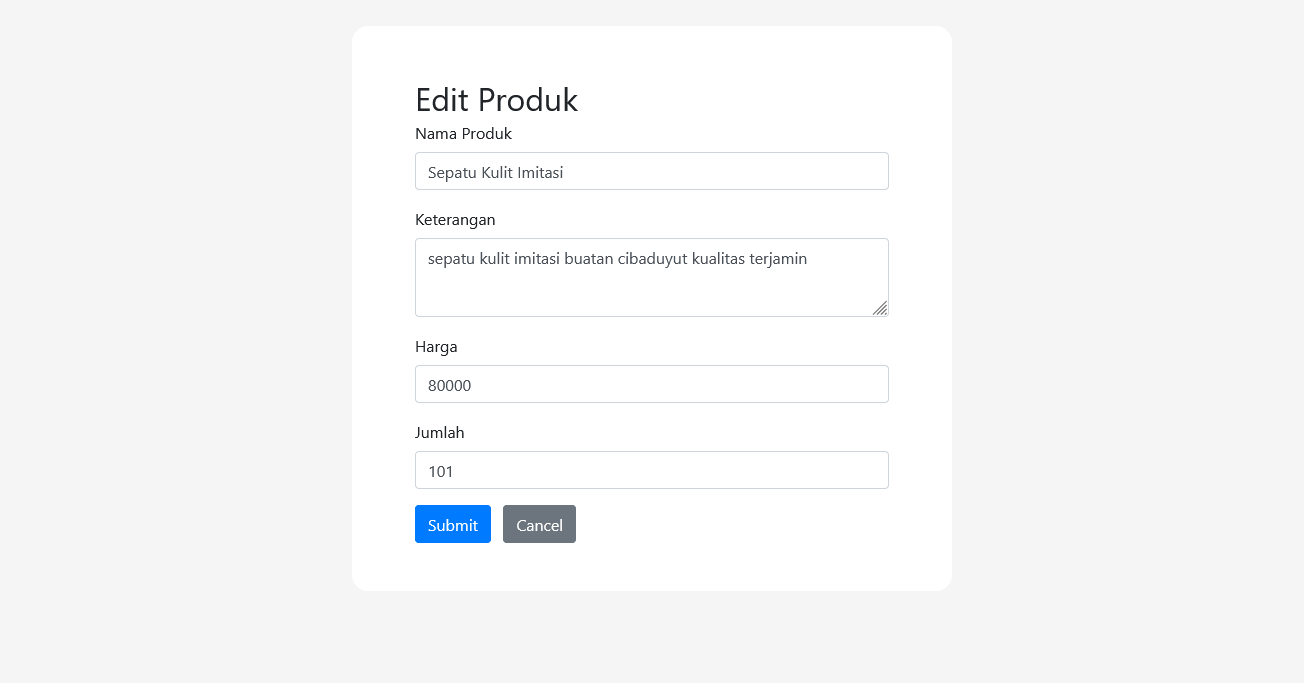 Edit Produk
Nama Produk
Sepatu Kulit Imitasi
Keterangan
sepatu kulit imitasi buatan cibaduyut kualitas terjamin
Harga
80000
Jumlah
101
Submit Cancel